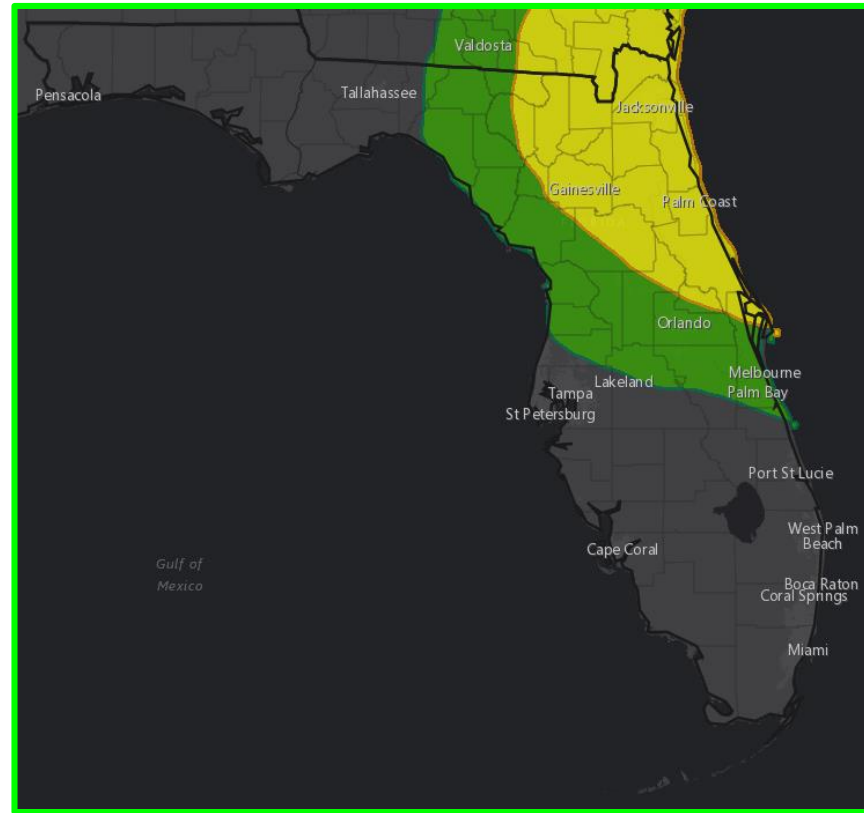 Valdosta
Pensacola
Tallahassee
Jacksonville
Gainesville
Palm Coast
Orlando
Melbourne
Lakeland
Palm Bay
Tampa
St Petersburg
Port St Lucie
West Palm
Beach
Cape Coral
Gulf of
Mexico
Boca Raton
Coral Springs
Miami